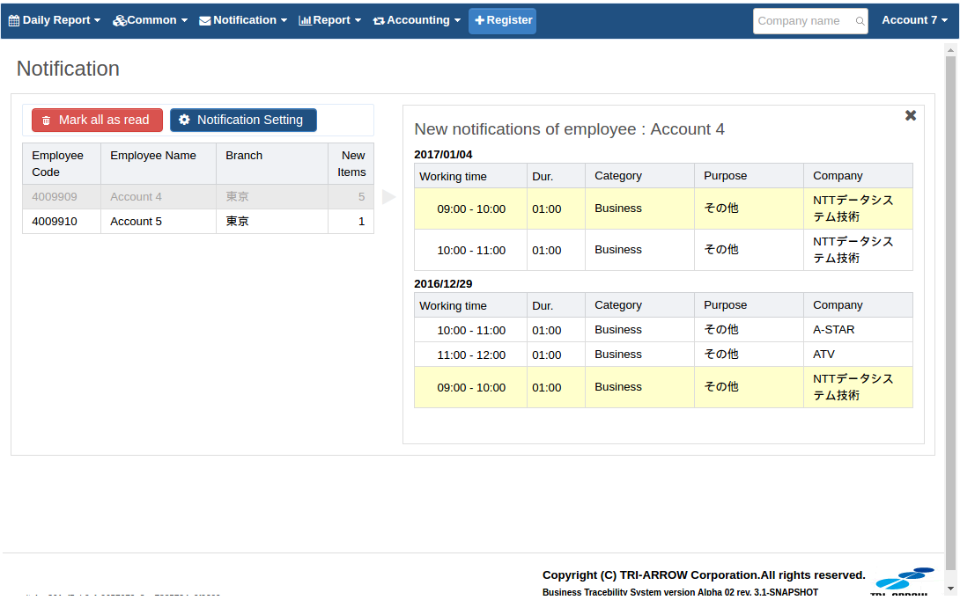 Daily Report Common Notification Report Accounting Register Company name Account 7
Notification
Mark all as read Notification Setting
Employee Code Employee Name Branch New Items
4009909 Account 4 東京 5
4009910 Account 5 東京 1
New notifications of employee : Account 4
2017/01/04
Working time Dur. Category Purpose Company
09:00 - 10:00 01:00 Business その他 NTTデータシステム技術
10:00 - 11:00 01:00 Business その他 NTTデータシステム技術
2016/12/29
Working time Dur. Category Purpose Company
10:00 - 11:00 01:00 Business その他 A-STAR
11:00 - 12:00 01:00 Business その他 ATV
09:00 - 10:00 01:00 Business その他 NTTデータシステム技術
Copyright (C) TRI-ARROW Corporation.All rights reserved.
Business Tracebility System version Alpha 02 rev. 3.1-SNAPSHOT
TRI-ARROW